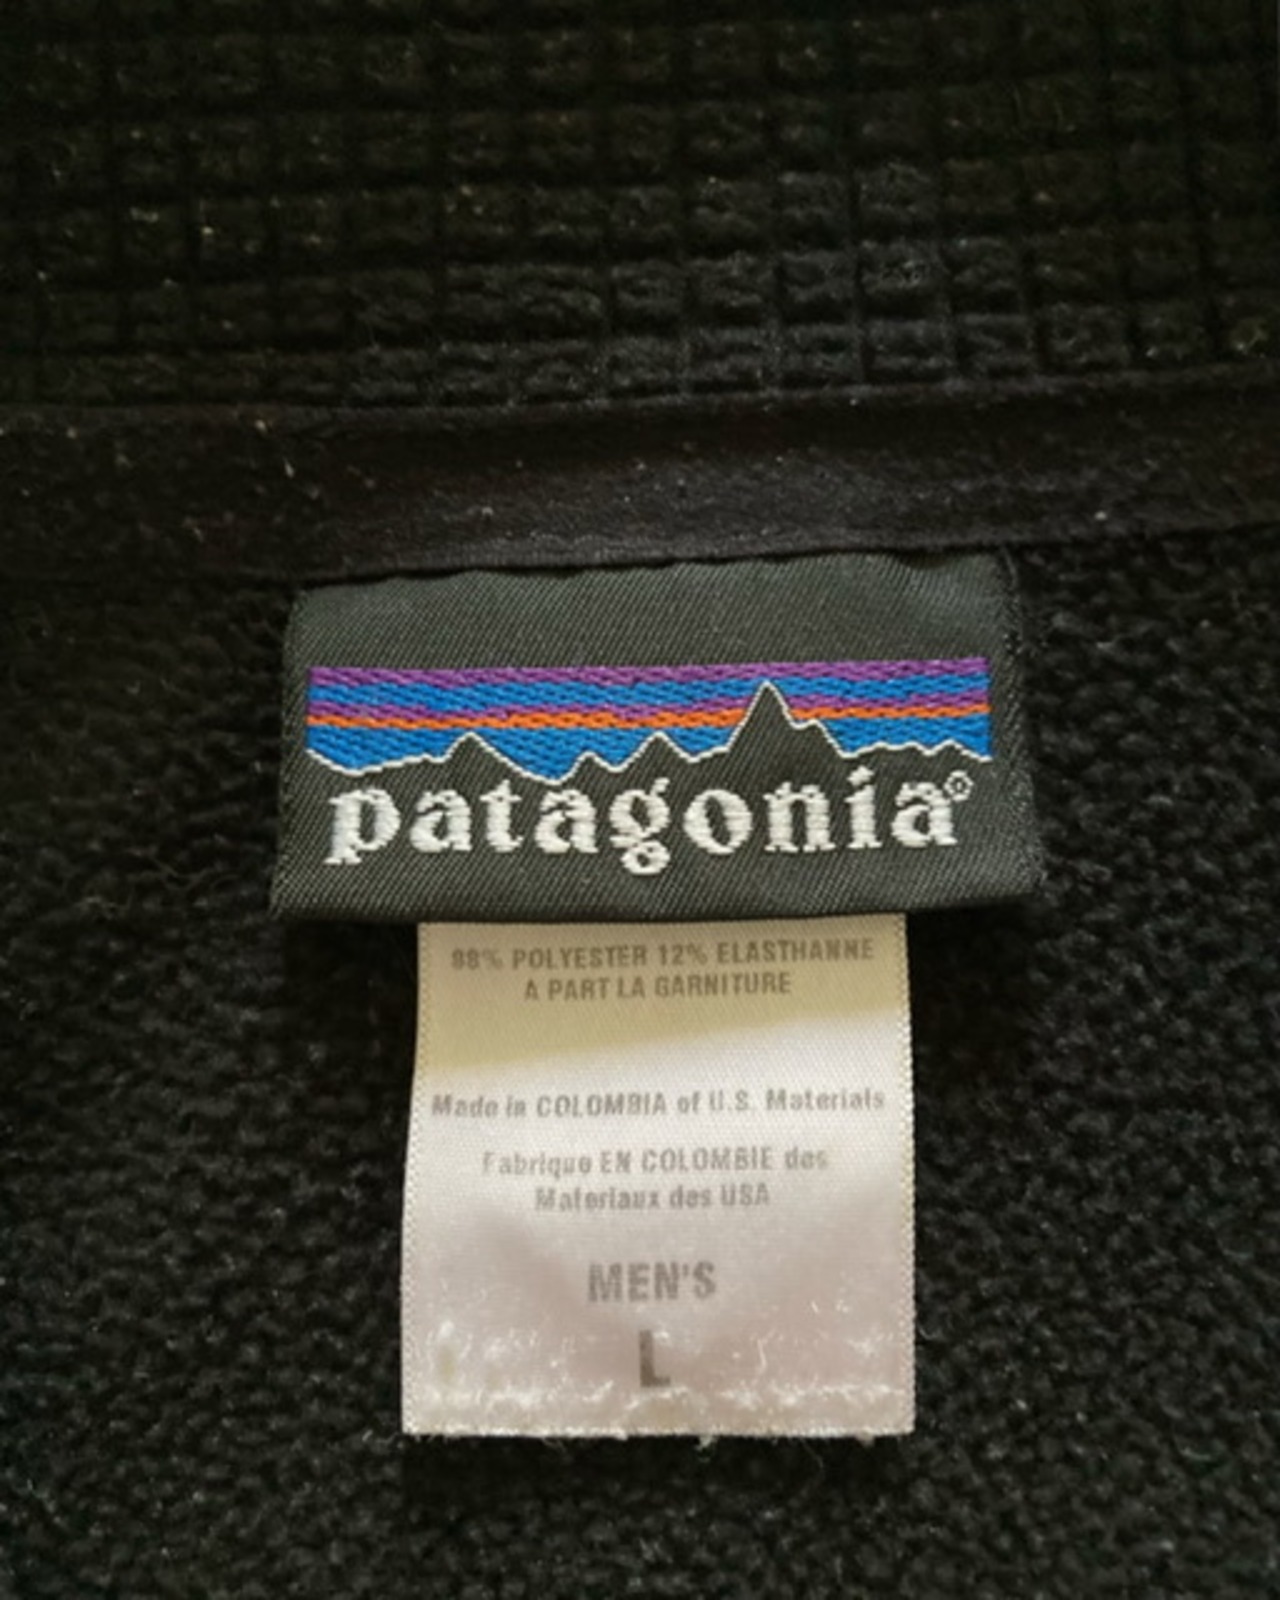 patagonia®
88% POLYESTER 12% ELASTHANNE
A PART LA GARNITURE
Made in COLOMBIA of U.S. Materials
Fabrique EN COLOMBIE des
Materiaux des USA
MEN'S
L